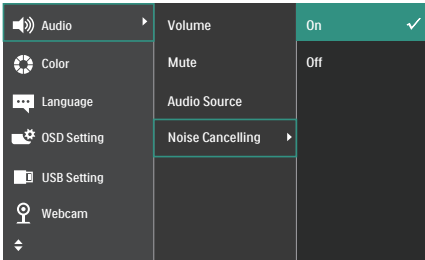 Audio
Color
Language
OSD Setting
USB Setting
Webcam
Volume
Mute
Audio Source
Noise Cancelling
On
Off